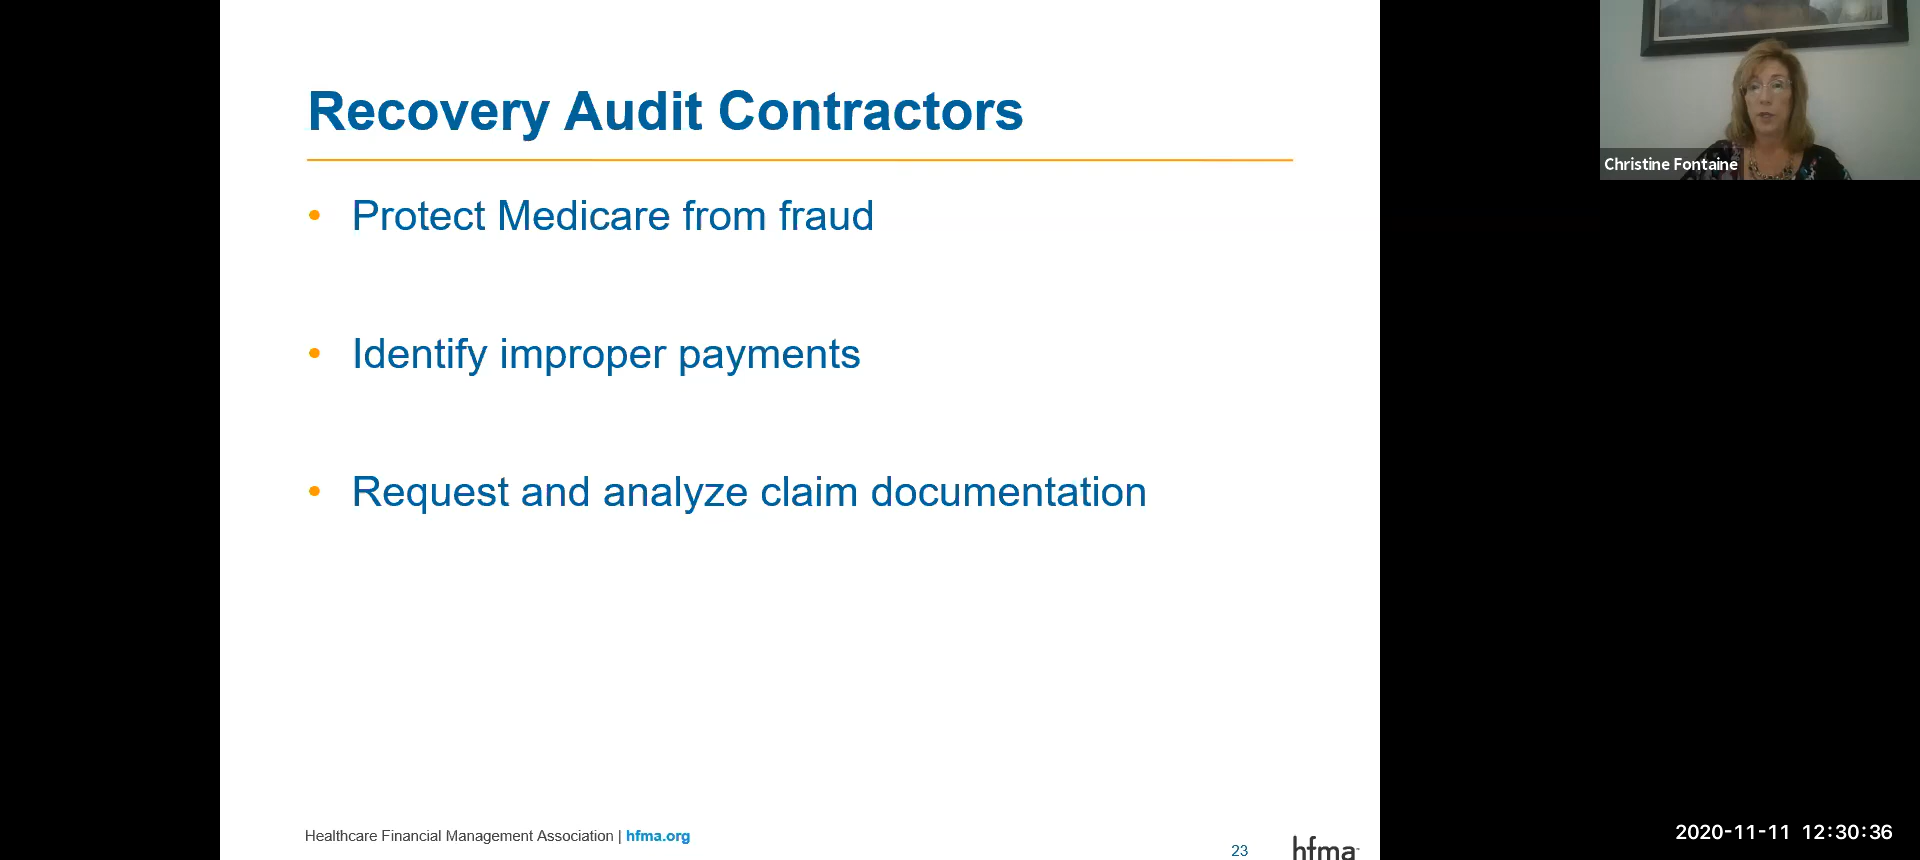 Recovery Audit Contractors
• Protect Medicare from fraud
• Identify improper payments
• Request and analyze claim documentation
Healthcare Financial Management Association | hfma.org
23
hfma
Christine Fontaine
2020-11-11 12:30:36